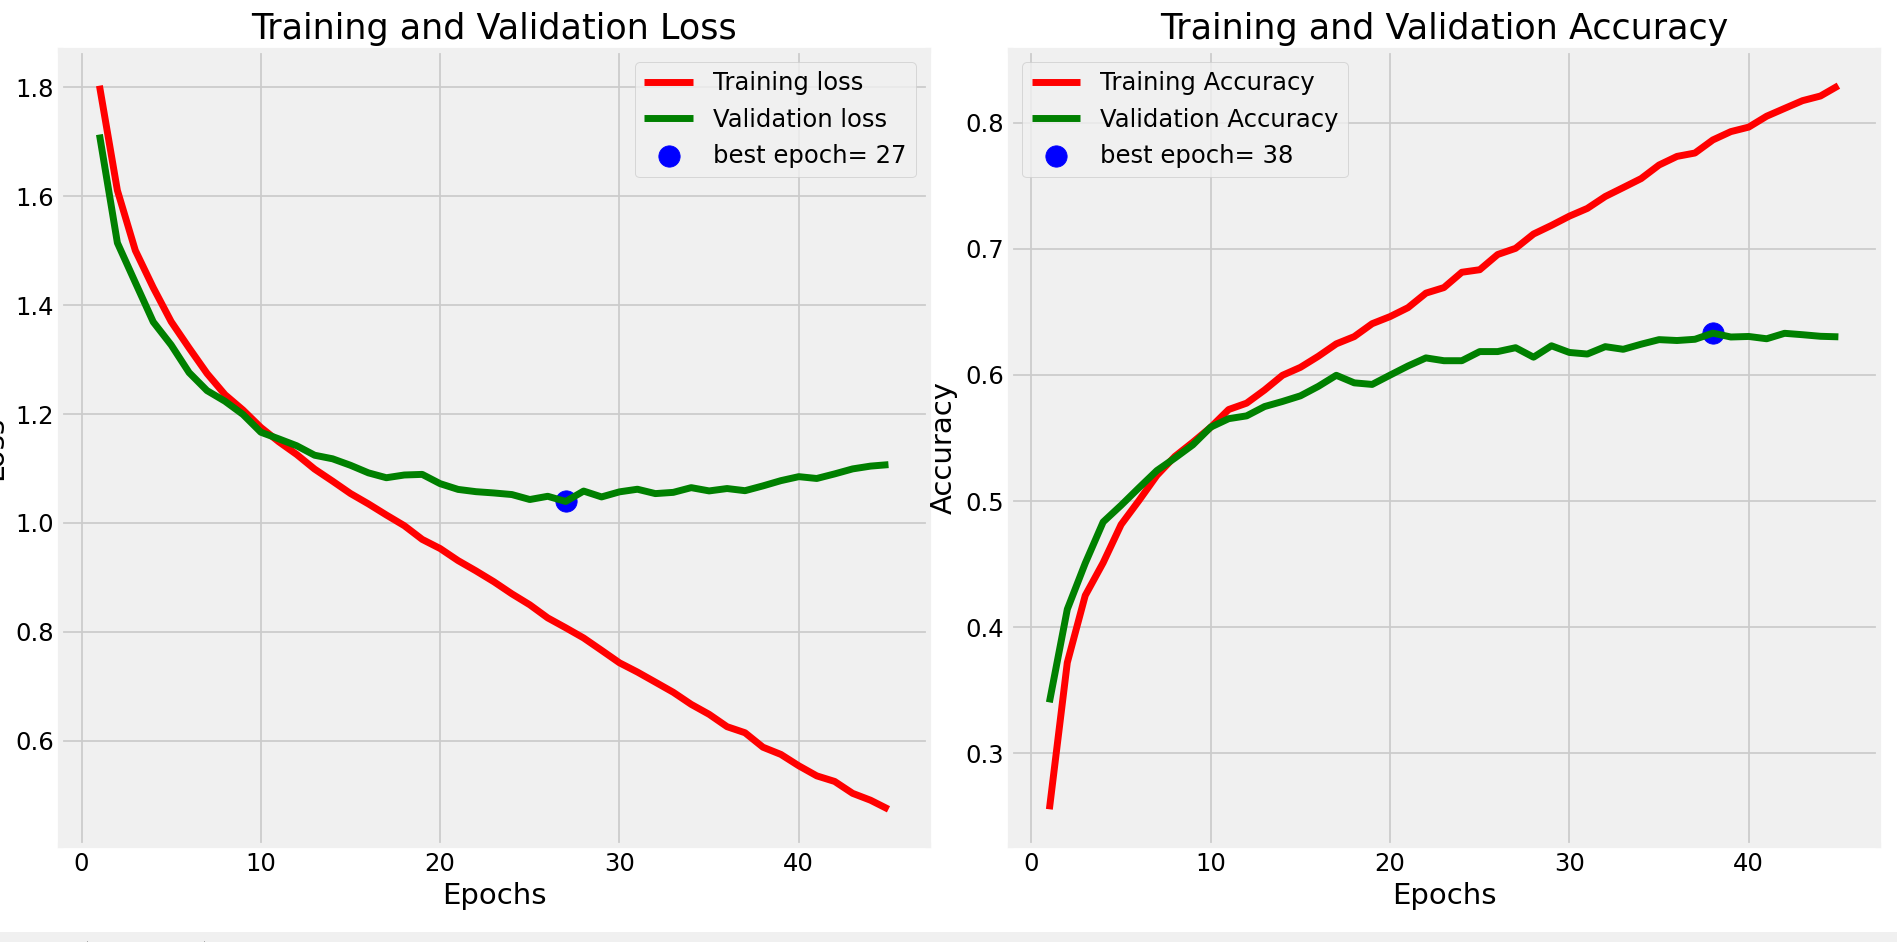 Training and Validation Loss
Training loss
Validation loss
best epoch= 27
1.8
1.6
1.4
1.2
1.0
0.8
0.6
0
10
20
30
40
Epochs
Training and Validation Accuracy
Training Accuracy
Validation Accuracy
best epoch= 38
Accuracy
0.8
0.7
0.6
0.5
0.4
0.3
0
10
20
30
40
Epochs